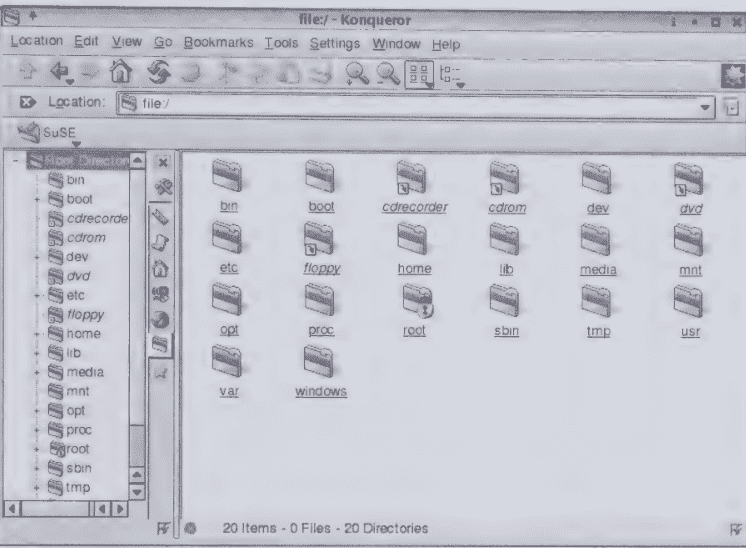 file:/ - Konqueror
Location Edit View Go Bookmarks Tools Settings Window Help
Location: file:/
SuSE
Root Director
bin
boot
cdrecorde
cdrom
dev
dvd
etc
floppy
home
lib
media
mnt
opt
proc
root
sbin
tmp
bin boot cdrecorder cdrom dev dvd
etc floppy home lib media mnt
opt proc root sbin tmp usr
var windows
20 Items - 0 Files - 20 Directories